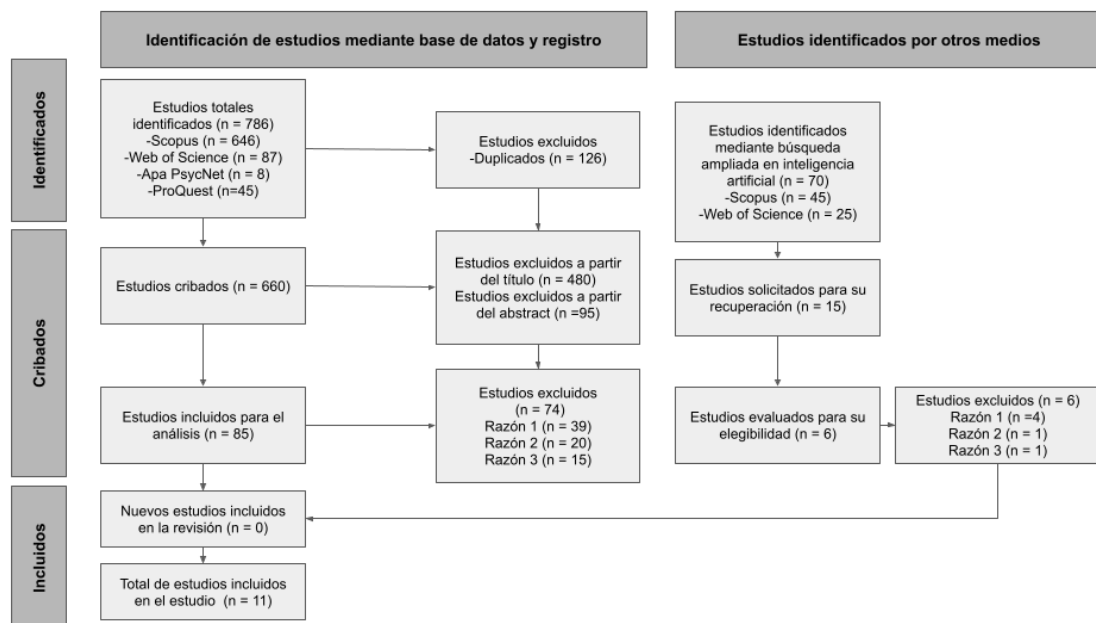 Identificación de estudios mediante base de datos y registro
Estudios identificados por otros medios
Identificados
Estudios totales
identificados (n = 786)
-Scopus (n = 646)
-Web of Science (n = 87)
-Apa PsycNet (n = 8)
-ProQuest (n=45)
Estudios excluidos
-Duplicados (n = 126)
Estudios identificados
mediante búsqueda
ampliada en inteligencia
artificial (n = 70)
-Scopus (n = 45)
-Web of Science (n = 25)
Cribados
Estudios cribados (n = 660)
Estudios excluidos a partir
del título (n = 480)
Estudios excluidos a partir
del abstract (n =95)
Estudios solicitados para su
recuperación (n = 15)
Estudios incluidos para el
análisis (n = 85)
Estudios excluidos
(n = 74)
Razón 1 (n = 39)
Razón 2 (n = 20)
Razón 3 (n = 15)
Estudios evaluados para su
elegibilidad (n = 6)
Estudios excluidos (n = 6)
Razón 1 (n =4)
Razón 2 (n = 1)
Razón 3 (n = 1)
Incluidos
Nuevos estudios incluidos
en la revisión (n = 0)
Total de estudios incluidos
en el estudio (n = 11)